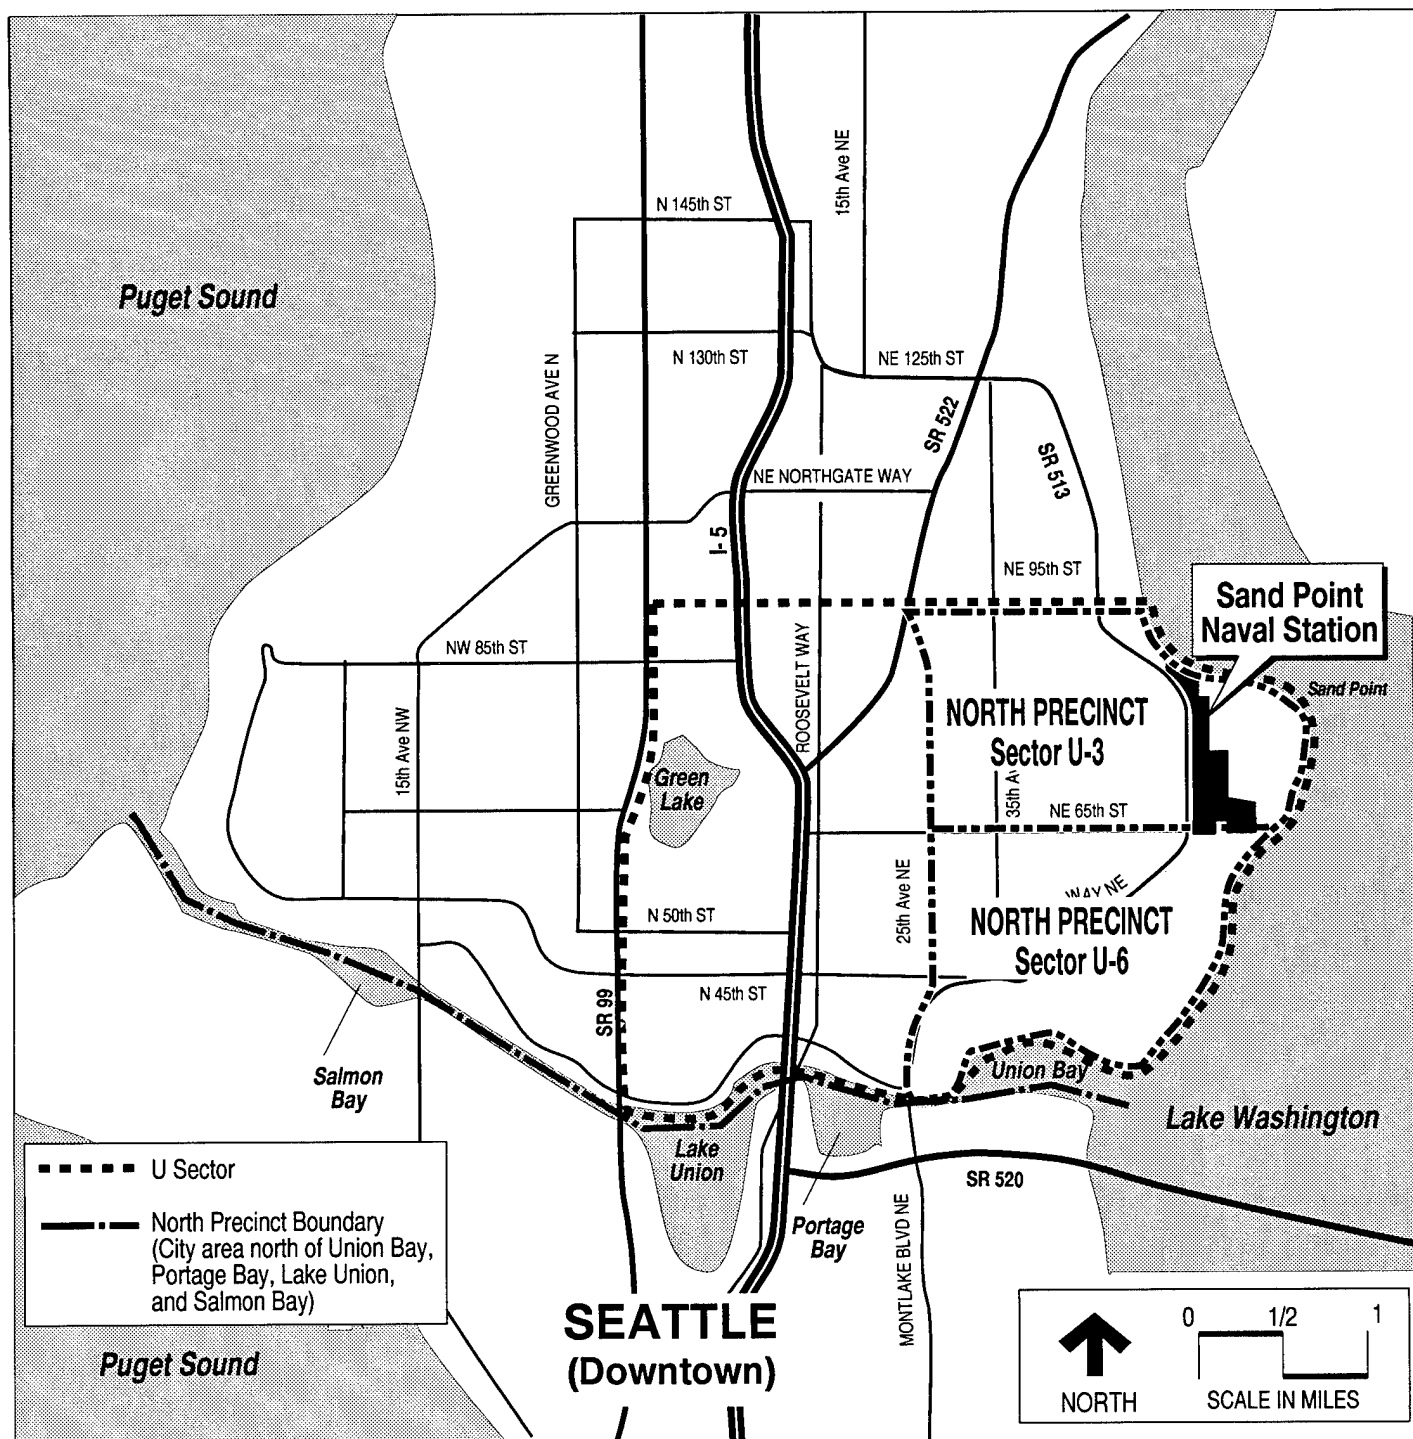 15th Ave NE
N 145th ST
Puget Sound
N 130th ST
NE 125th ST
GREENWOOD AVE N
SR 522
SR 513
NE NORTHGATE WAY
I-5
NE 95th ST
Sand Point
Naval Station
NW 85th ST
ROOSEVELT WAY
Sand Point
NORTH PRECINCT
Sector U-3
15th Ave NW
Green
Lake
35th
NE 65th ST
25th Ave NE
WAY NE
N 50th ST
NORTH PRECINCT
Sector U-6
N 45th ST
SR 99
Salmon
Bay
Union Bay
Lake Washington
Lake
Union
SR 520
Portage
Bay
MONTLAKE BLVD NE
U Sector
North Precinct Boundary
(City area north of Union Bay,
Portage Bay, Lake Union,
and Salmon Bay)
SEATTLE
(Downtown)
Puget Sound
NORTH
0 1/2 1
SCALE IN MILES